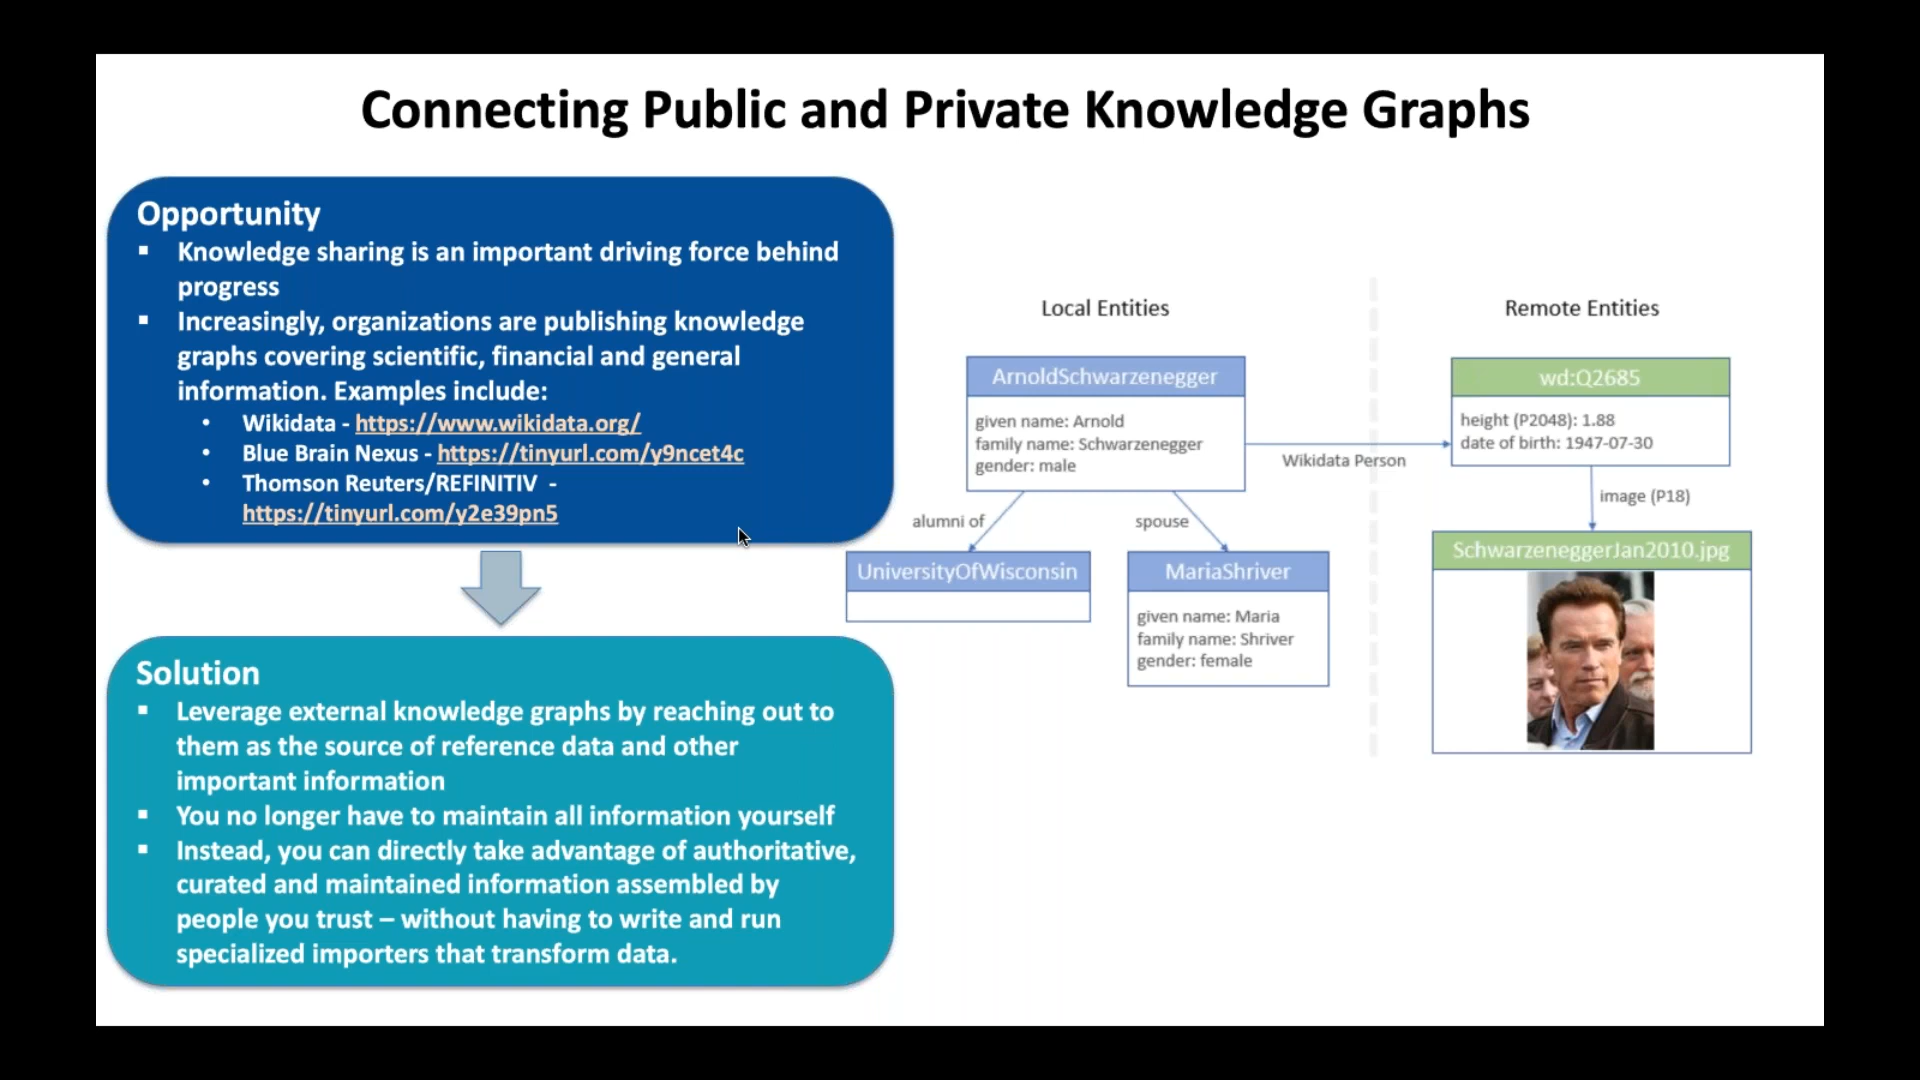 Connecting Public and Private Knowledge Graphs
Opportunity
▪ Knowledge sharing is an important driving force behind
progress
▪ Increasingly, organizations are publishing knowledge
graphs covering scientific, financial and general
information. Examples include:
• Wikidata - https://www.wikidata.org/
• Blue Brain Nexus - https://tinyurl.com/y9ncet4c
• Thomson Reuters/REFINITIV -
https://tinyurl.com/y2e39pn5
Solution
▪ Leverage external knowledge graphs by reaching out to
them as the source of reference data and other
important information
▪ You no longer have to maintain all information yourself
▪ Instead, you can directly take advantage of authoritative,
curated and maintained information assembled by
people you trust – without having to write and run
specialized importers that transform data.
Local Entities
ArnoldSchwarzenegger
given name: Arnold
family name: Schwarzenegger
gender: male
alumni of
spouse
UniversityOfWisconsin
MariaShriver
given name: Maria
family name: Shriver
gender: female
Wikidata Person
Remote Entities
wd:Q2685
height (P2048): 1.88
date of birth: 1947-07-30
image (P18)
SchwarzeneggerJan2010.jpg